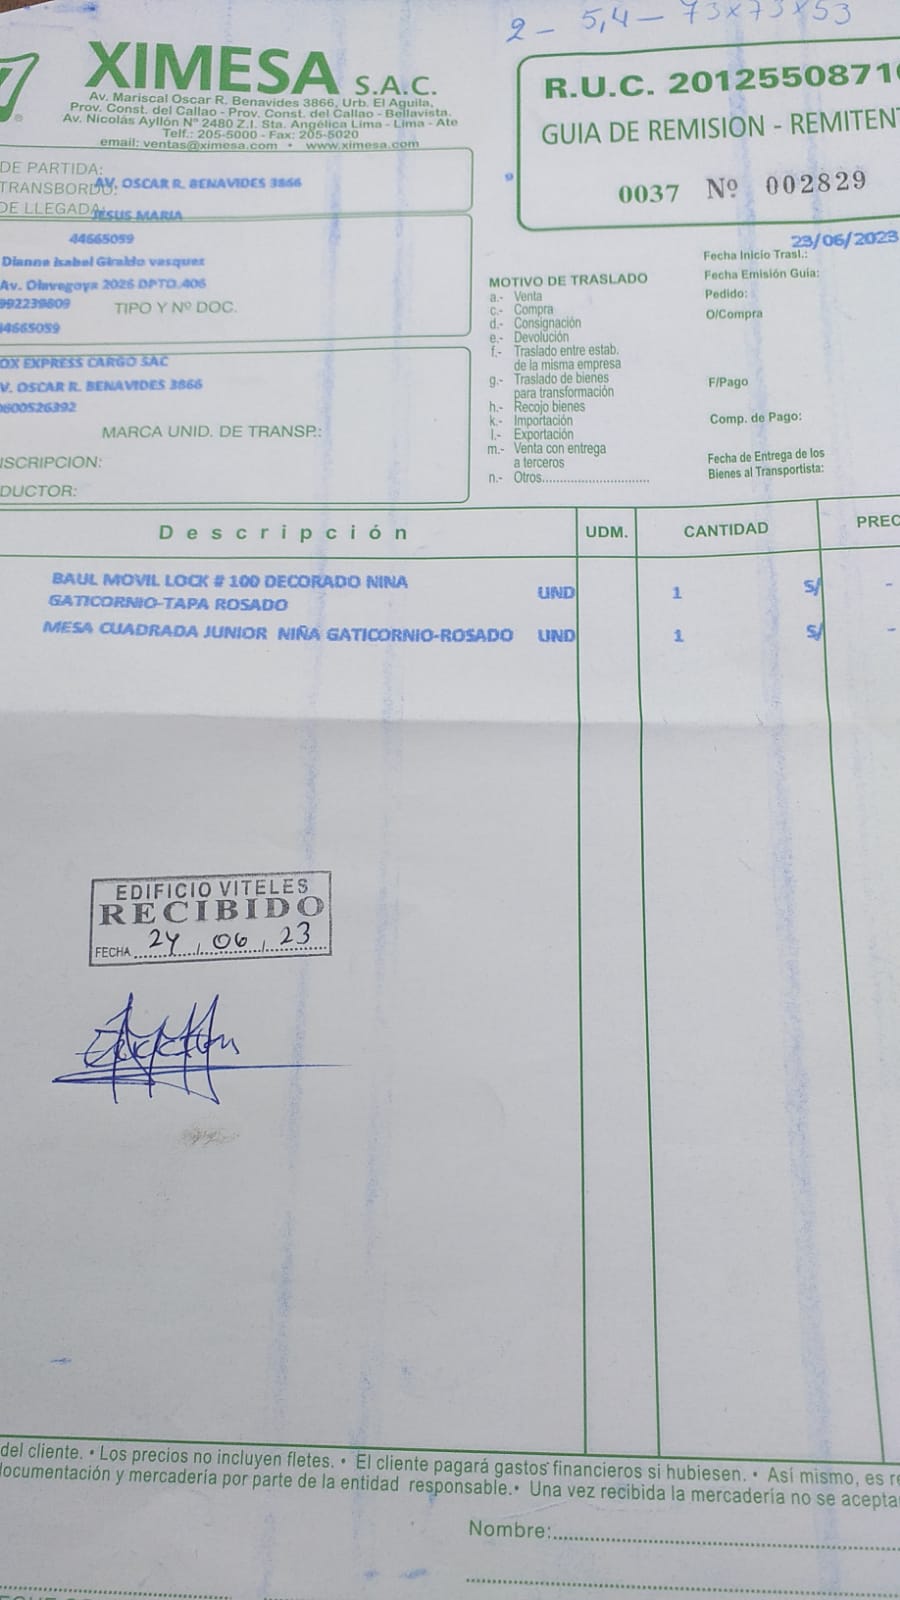 2 - 5,4 - 73x73x53
XIMESA S.A.C.
Av. Mariscal Oscar R. Benavides 3866, Urb. El Aguila,
Prov. Const. del Callao - Prov. Const. del Callao - Bellavista.
Av. Nicolás Ayllón Nº 2480 Z.I. Sta. Angélica Lima - Lima - Ate
Telf.: 205-5000 - Fax: 205-5020
email: ventas@ximesa.com • www.ximesa.com
R.U.C. 2012550871
GUIA DE REMISION - REMITENT
0037 Nº 002829
DE PARTIDA:
TRANSBORDO: AV. OSCAR R. BENAVIDES 3866
DE LLEGADA: JESUS MARIA
44665059
Dianne Isabel Giraldo vasquez
Av. Olavegoya 2026 DPTO.406
992239809 TIPO Y Nº DOC.
44665059
OX EXPRESS CARGO SAC
V. OSCAR R. BENAVIDES 3866
0600526392
MARCA UNID. DE TRANSP.:
NSCRIPCION:
DUCTOR:
MOTIVO DE TRASLADO
a.- Venta
c.- Compra
d.- Consignación
e.- Devolución
f.- Traslado entre estab.
de la misma empresa
g.- Traslado de bienes
para transformación
h.- Recojo bienes
k.- Importación
l.- Exportación
m.- Venta con entrega
a terceros
n.- Otros..............................
23/06/2023
Fecha Inicio Trasl.:
Fecha Emisión Guia:
Pedido:
O/Compra
F/Pago
Comp. de Pago:
Fecha de Entrega de los
Bienes al Transportista:
Descripción UDM. CANTIDAD PREC
BAUL MOVIL LOCK # 100 DECORADO NINA
GATICORNIO-TAPA ROSADO UND 1 S/ -
MESA CUADRADA JUNIOR NIÑA GATICORNIO-ROSADO UND 1 S/ -
EDIFICIO VITELES
RECIBIDO
FECHA 24, 06, 23
del cliente. • Los precios no incluyen fletes. • El cliente pagará gastos financieros si hubiesen. • Así mismo, es re
documentación y mercadería por parte de la entidad responsable. • Una vez recibida la mercadería no se acepta
Nombre: